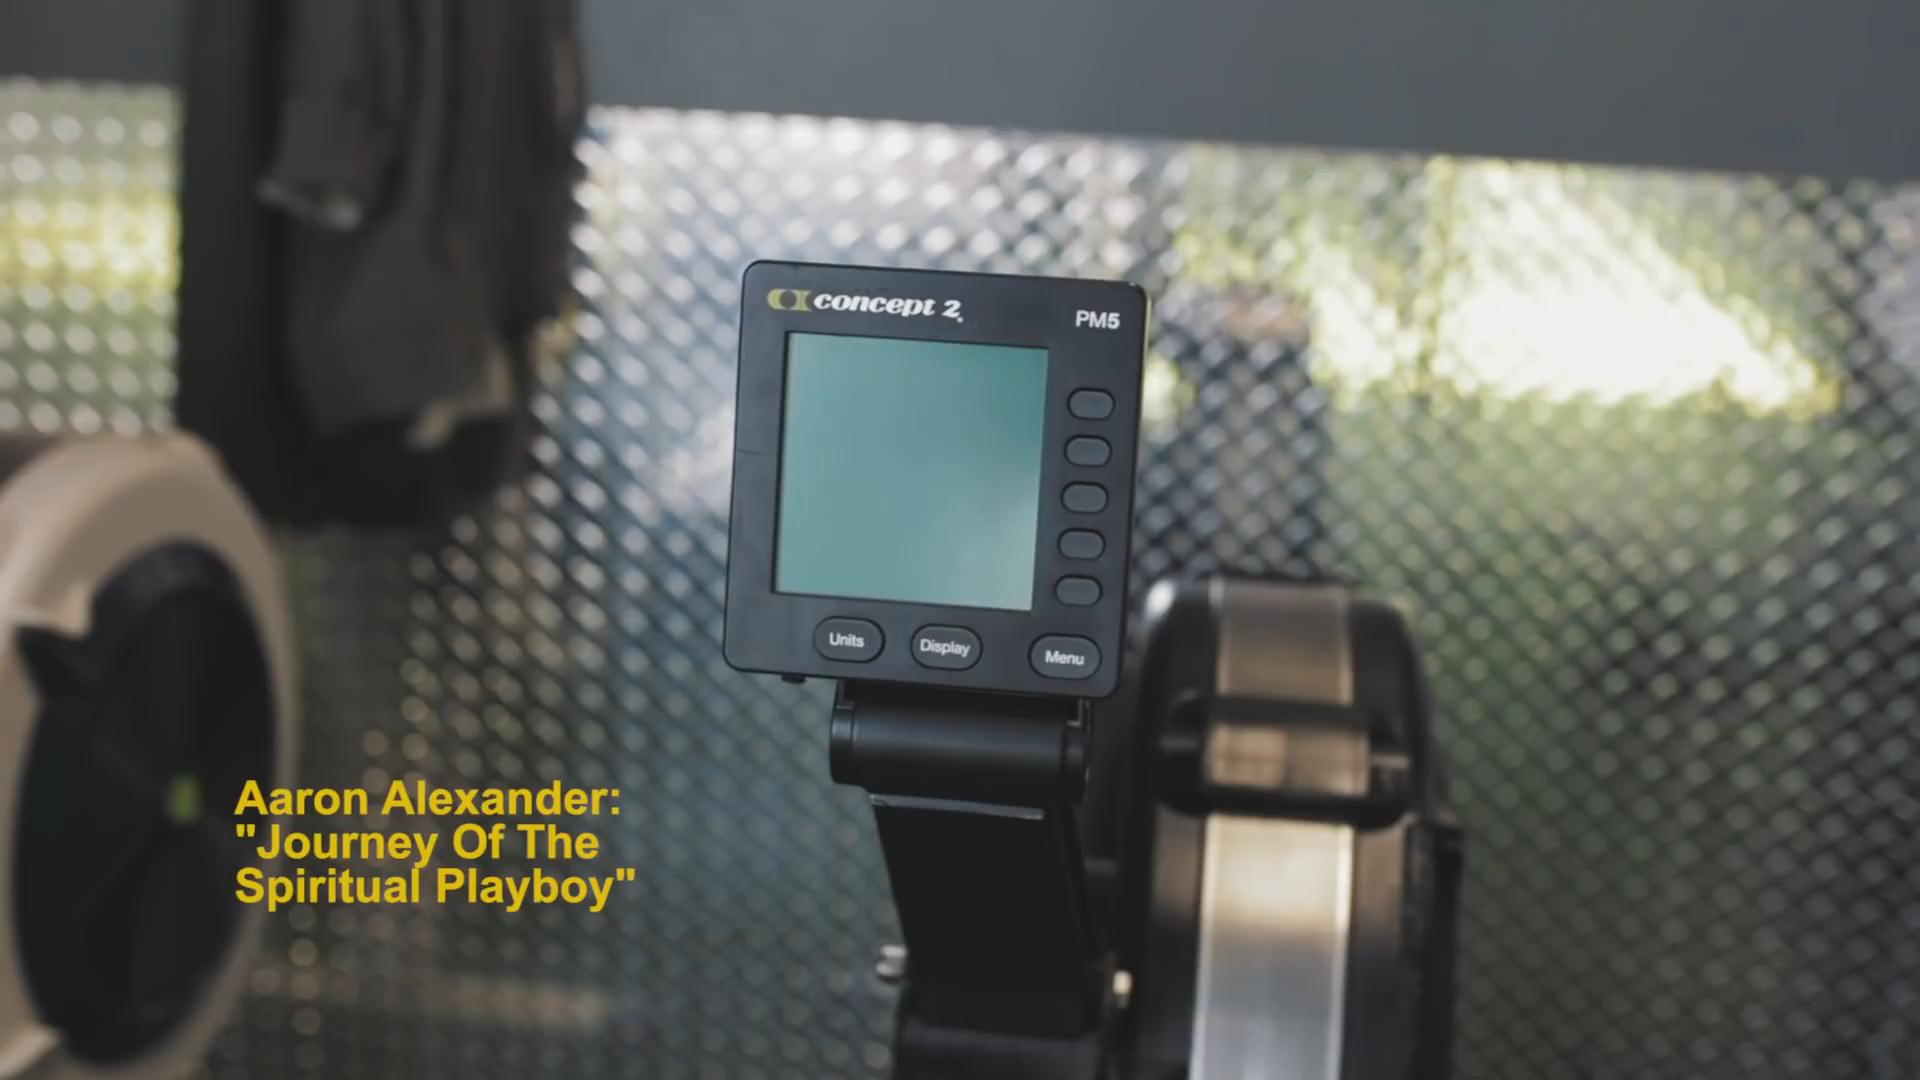 concept 2
PM5
Units
Display
Menu
Aaron Alexander:
"Journey Of The
Spiritual Playboy"